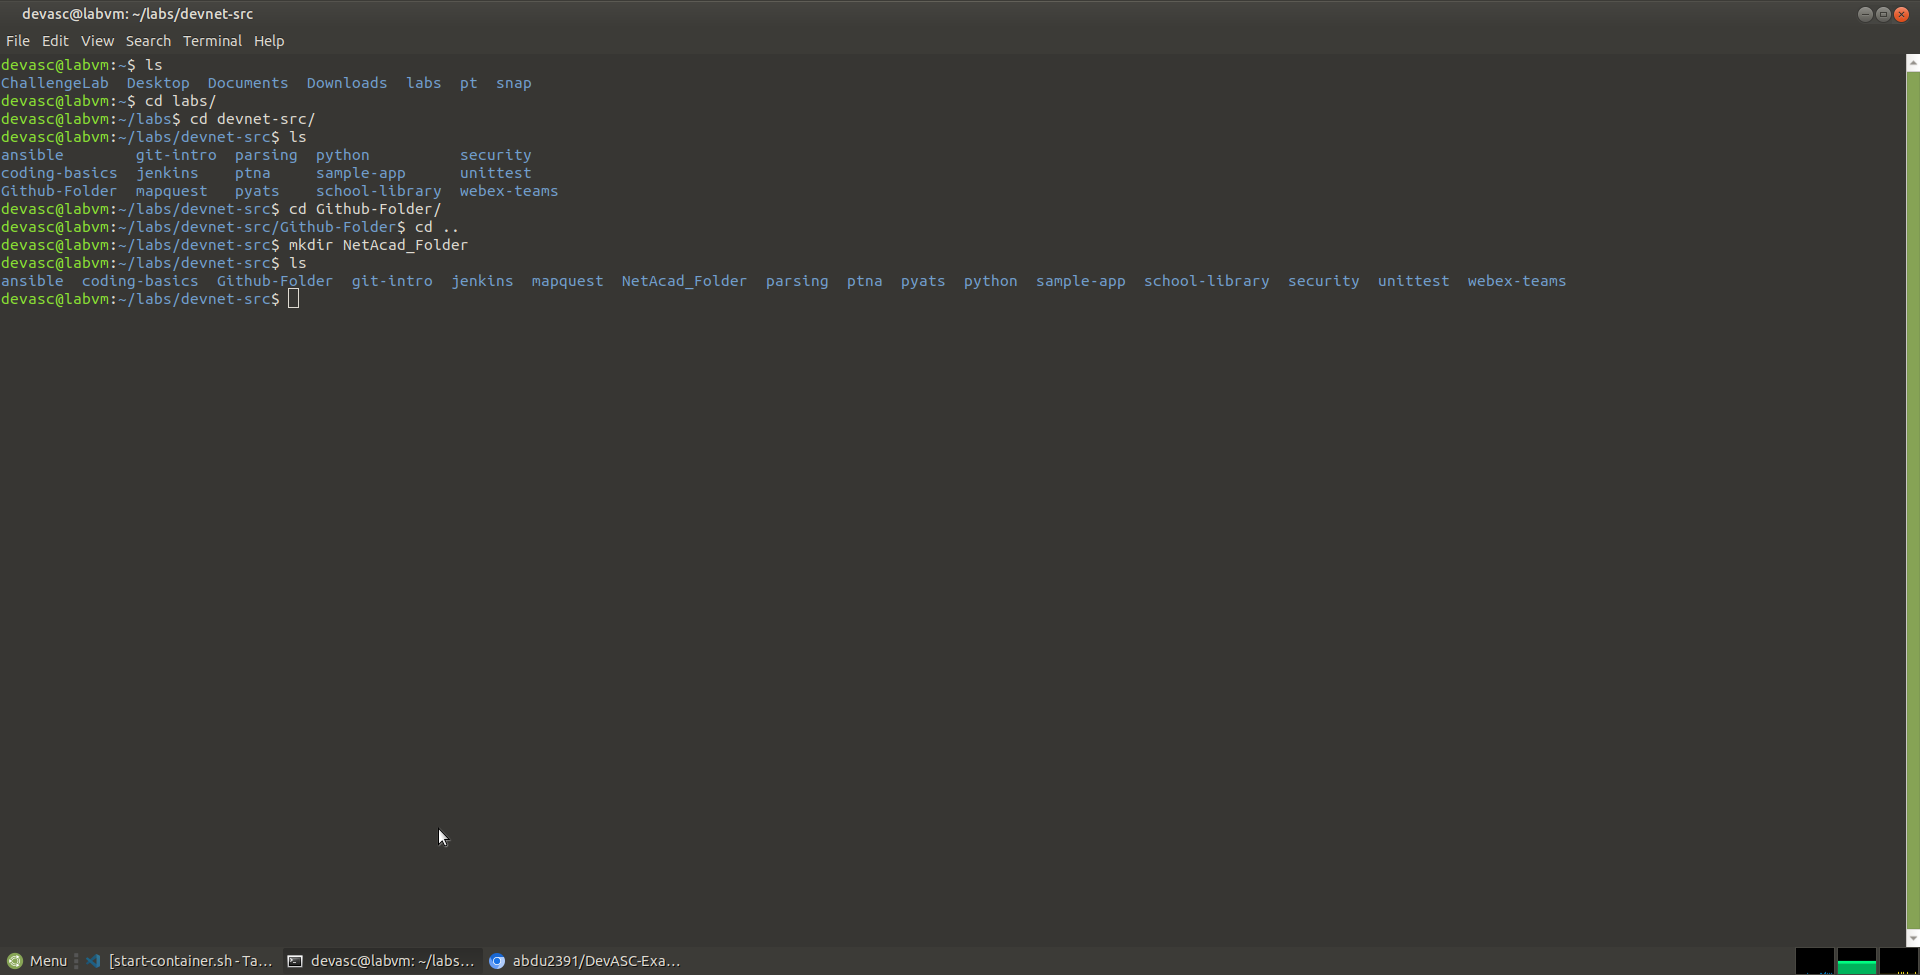 devasc@labvm: ~/labs/devnet-src
File Edit View Search Terminal Help
devasc@labvm:~$ ls
ChallengeLab Desktop Documents Downloads labs pt snap
devasc@labvm:~$ cd labs/
devasc@labvm:~/labs$ cd devnet-src/
devasc@labvm:~/labs/devnet-src$ ls
ansible git-intro parsing python security
coding-basics jenkins ptna sample-app unittest
Github-Folder mapquest pyats school-library webex-teams
devasc@labvm:~/labs/devnet-src$ cd Github-Folder/
devasc@labvm:~/labs/devnet-src/Github-Folder$ cd ..
devasc@labvm:~/labs/devnet-src$ mkdir NetAcad_Folder
devasc@labvm:~/labs/devnet-src$ ls
ansible coding-basics Github-Folder git-intro jenkins mapquest NetAcad_Folder parsing ptna pyats python sample-app school-library security unittest webex-teams
devasc@labvm:~/labs/devnet-src$
Menu [start-container.sh - Ta... devasc@labvm: ~/labs... abdu2391/DevASC-Exa...